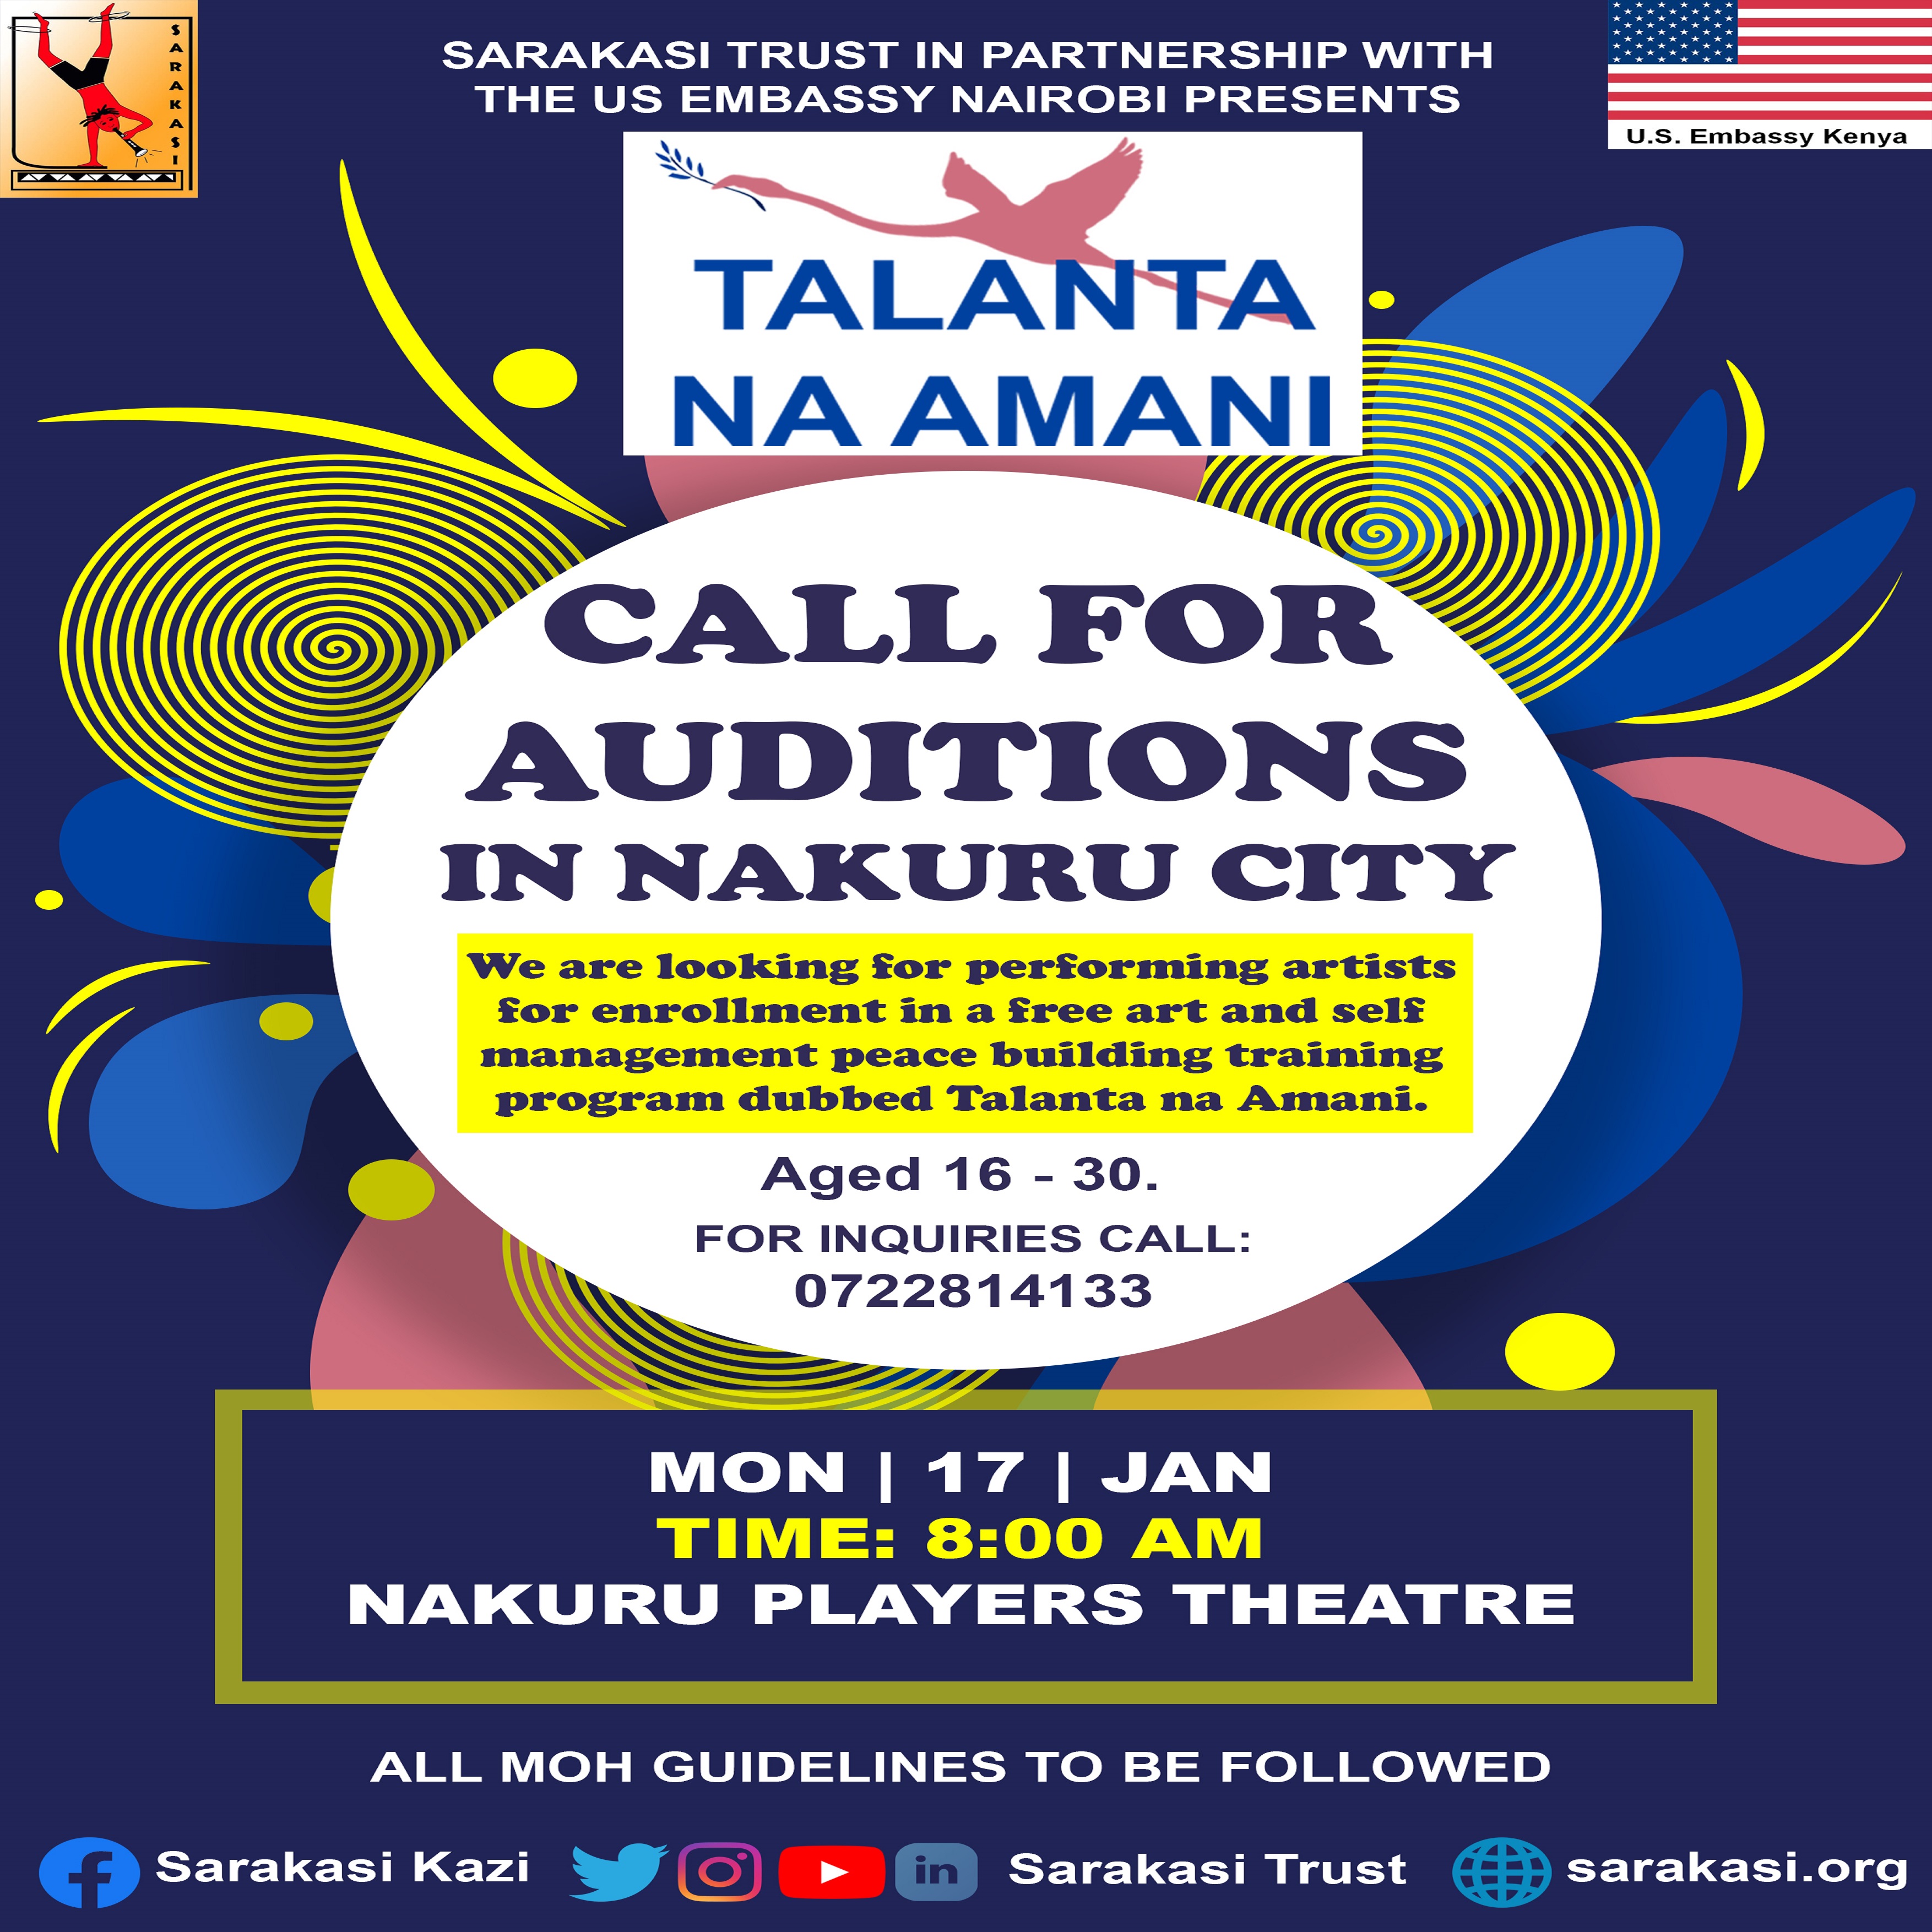 SARAKASI
SARAKASI TRUST IN PARTNERSHIP WITH
THE US EMBASSY NAIROBI PRESENTS
U.S. Embassy Kenya
TALANTA
NA AMANI
CALL FOR
AUDITIONS
IN NAKURU CITY
We are looking for performing artists
for enrollment in a free art and self
management peace building training
program dubbed Talanta na Amani.
Aged 16 - 30.
FOR INQUIRIES CALL:
0722814133
MON | 17 | JAN
TIME: 8:00 AM
NAKURU PLAYERS THEATRE
ALL MOH GUIDELINES TO BE FOLLOWED
Sarakasi Kazi
in
Sarakasi Trust
sarakasi.org